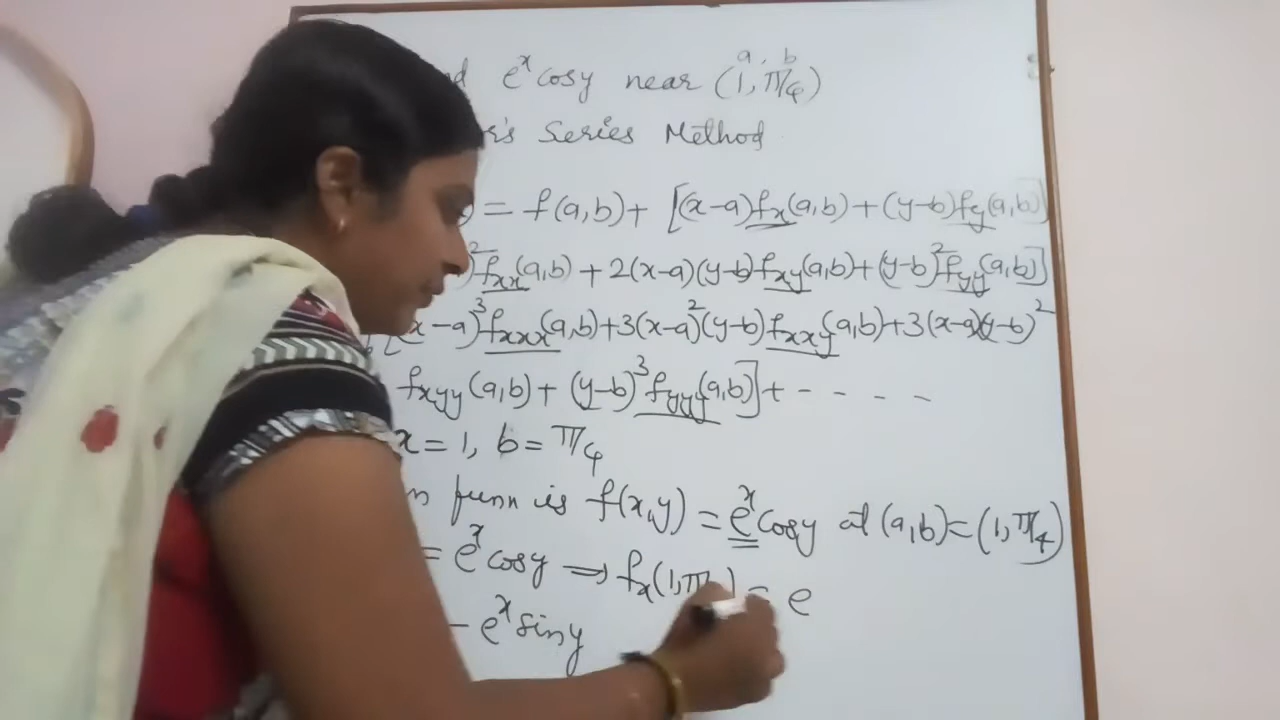 e^x cosy near (1, π/4)
a, b
Series Method
= f(a,b)+ [(x-a)fx(a,b)+(y-b)fy(a,b)]
² fxx(a,b) + 2(x-a)(y-b)fxy(a,b)+(y-b)² fyy(a,b)]
[(x-a)³ fxxx(a,b)+3(x-a)²(y-b)fxxy(a,b)+3(x-a)(y-b)²
fxyy(a,b)+ (y-b)³ fyyy(a,b)]+ - - - -
x=1, b=π/4
funn is f(x,y) = e^x cosy at (a,b)=(1,π/4)
= e^x cosy ⇒ fx(1,π = e
- e^x siny